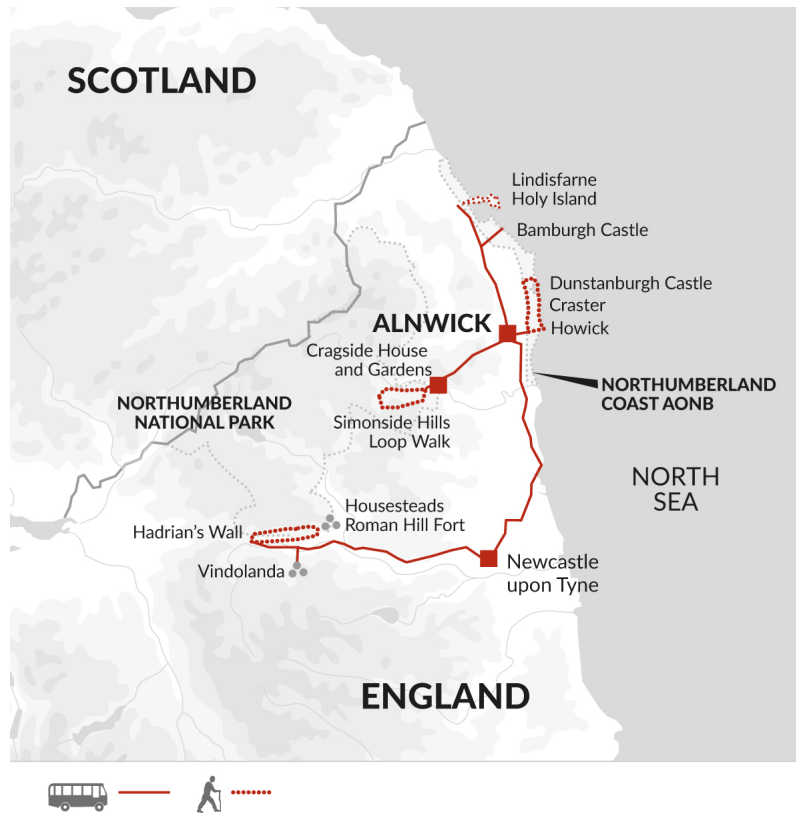 SCOTLAND
Lindisfarne
Holy Island
Bamburgh Castle
Dunstanburgh Castle
Craster
Howick
ALNWICK
Cragside House
and Gardens
NORTHUMBERLAND
COAST AONB
NORTHUMBERLAND
NATIONAL PARK
Simonside Hills
Loop Walk
NORTH
SEA
Housesteads
Roman Hill Fort
Hadrian's Wall
Vindolanda
Newcastle
upon Tyne
ENGLAND